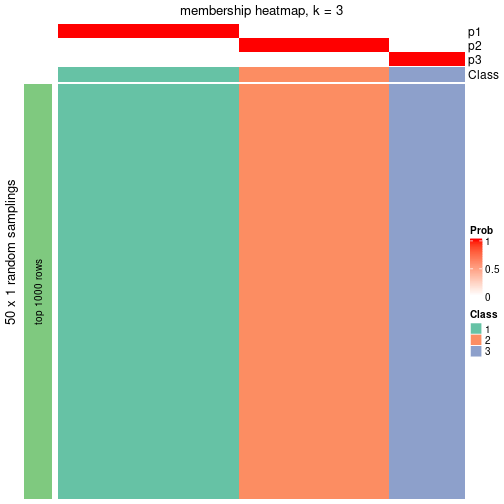 membership heatmap, k = 3
p1
p2
p3
Class
50 x 1 random samplings
top 1000 rows
Prob
1
0.5
0
Class
1
2
3